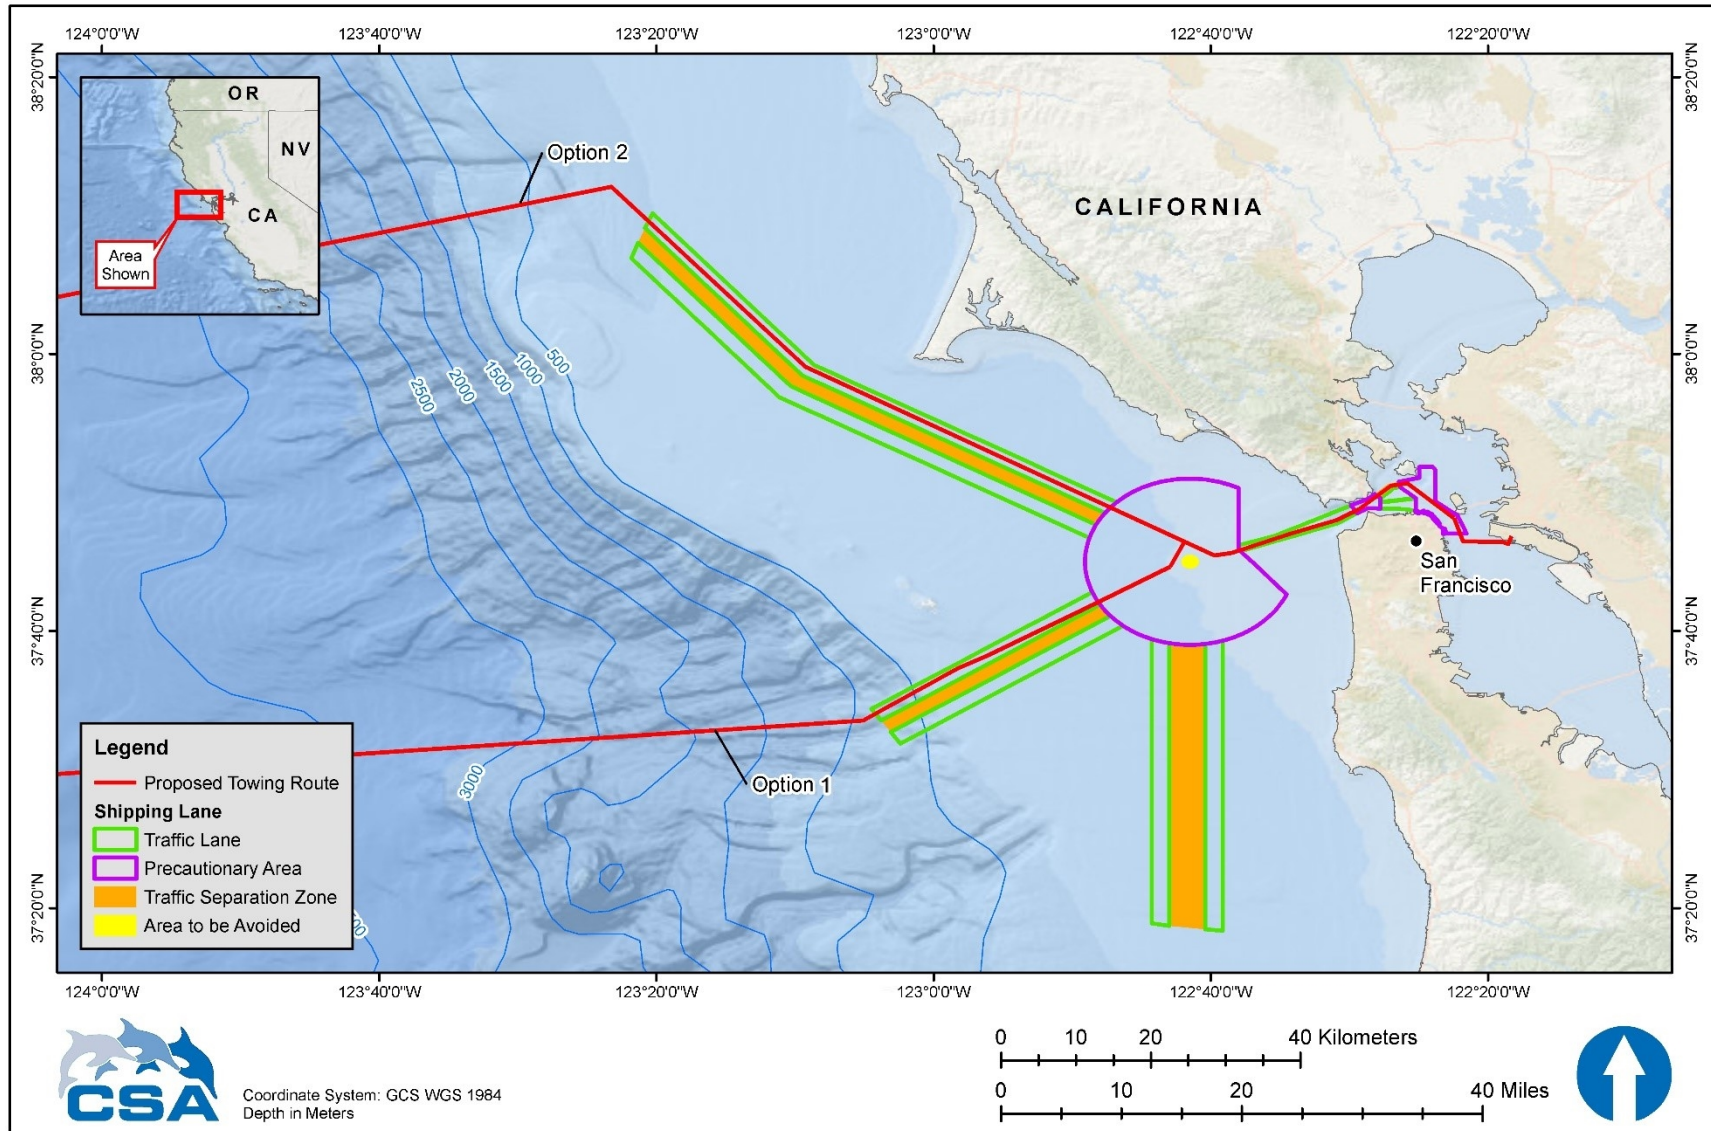 124°0'0"W 123°40'0"W 123°20'0"W 123°0'0"W 122°40'0"W 122°20'0"W
38°20'0"N
38°20'0"N
OR
NV
CA
Area
Shown
Option 2
CALIFORNIA
38°0'0"N
38°0'0"N
500
1000
1500
2000
2500
San
Francisco
37°40'0"N
37°40'0"N
3000
Option 1
Legend
Proposed Towing Route
Shipping Lane
Traffic Lane
Precautionary Area
Traffic Separation Zone
Area to be Avoided
37°20'0"N
37°20'0"N
124°0'0"W 123°40'0"W 123°20'0"W 123°0'0"W 122°40'0"W 122°20'0"W
CSA
Coordinate System: GCS WGS 1984
Depth in Meters
0 10 20 40 Kilometers
0 10 20 40 Miles